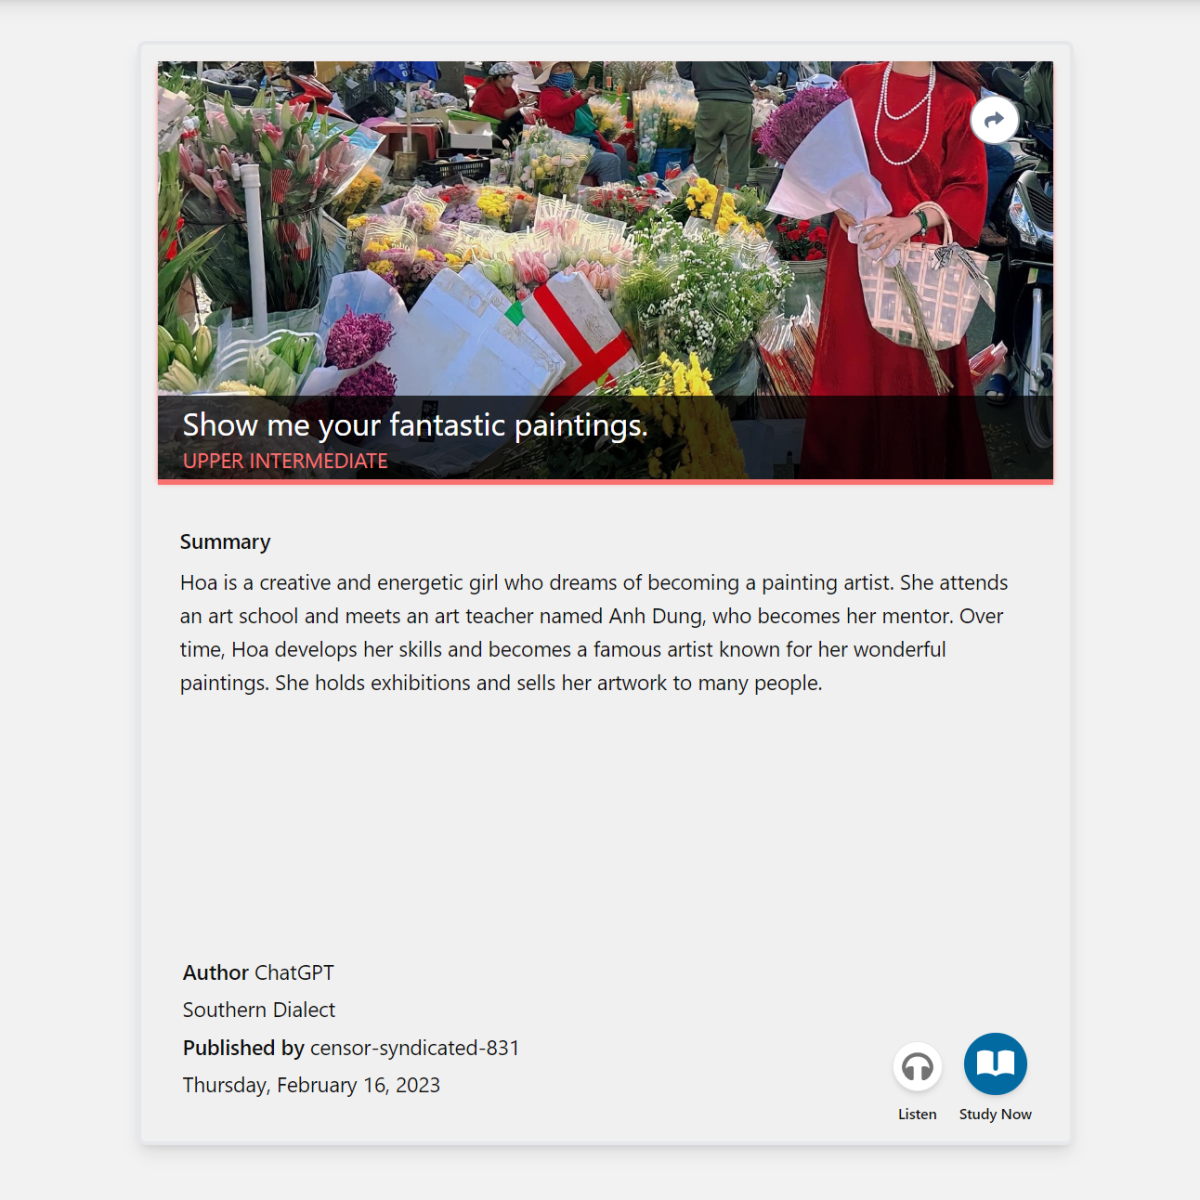 Show me your fantastic paintings.
UPPER INTERMEDIATE
Summary
Hoa is a creative and energetic girl who dreams of becoming a painting artist. She attends
an art school and meets an art teacher named Anh Dung, who becomes her mentor. Over
time, Hoa develops her skills and becomes a famous artist known for her wonderful
paintings. She holds exhibitions and sells her artwork to many people.
Author ChatGPT
Southern Dialect
Published by censor-syndicated-831
Thursday, February 16, 2023
Listen
Study Now